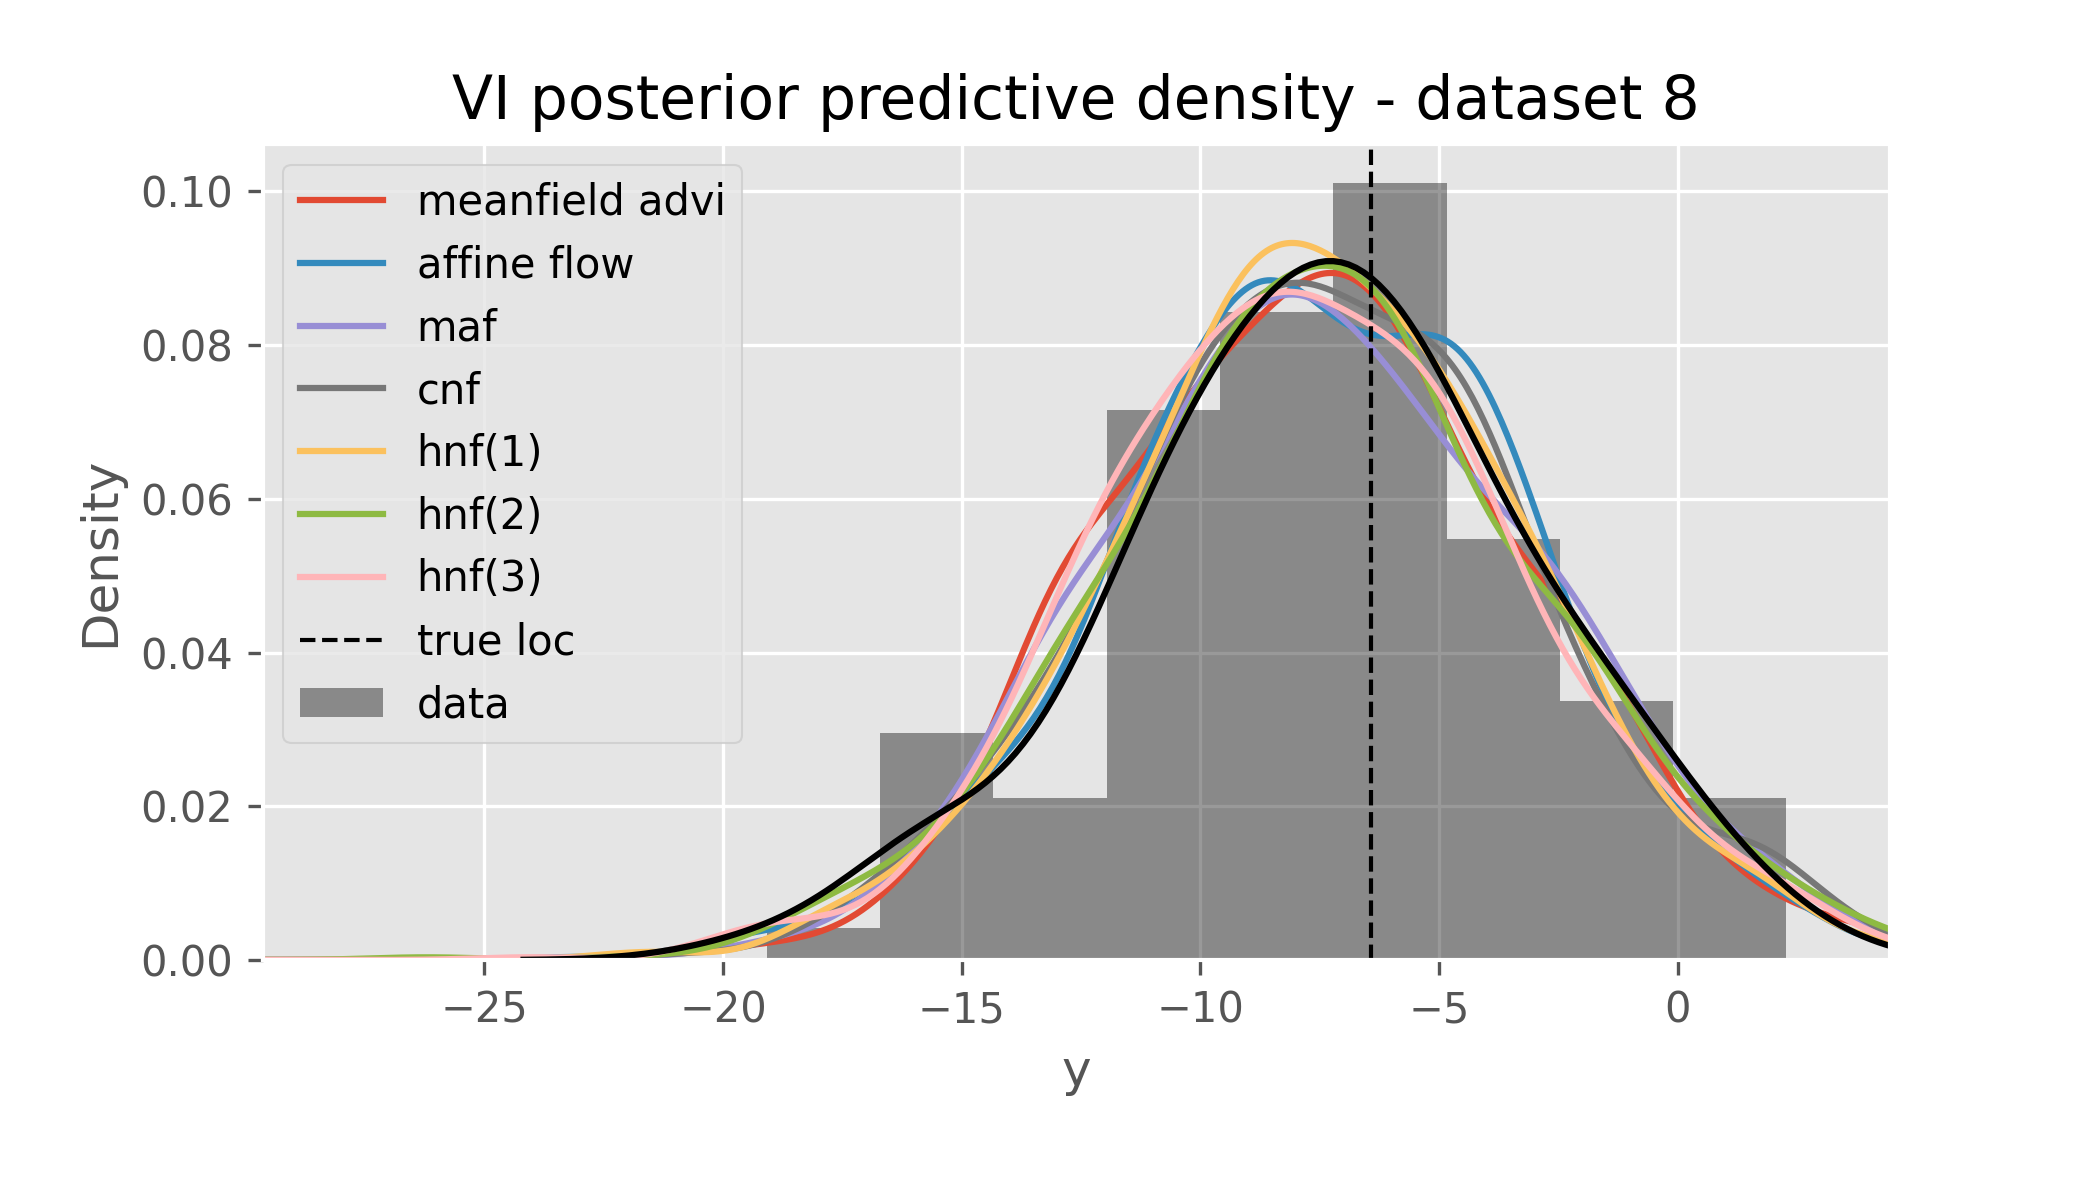 VI posterior predictive density - dataset 8
meanfield advi
affine flow
maf
cnf
hnf(1)
hnf(2)
hnf(3)
true loc
data
Density
0.10
0.08
0.06
0.04
0.02
0.00
−25 −20 −15 −10 −5 0
y